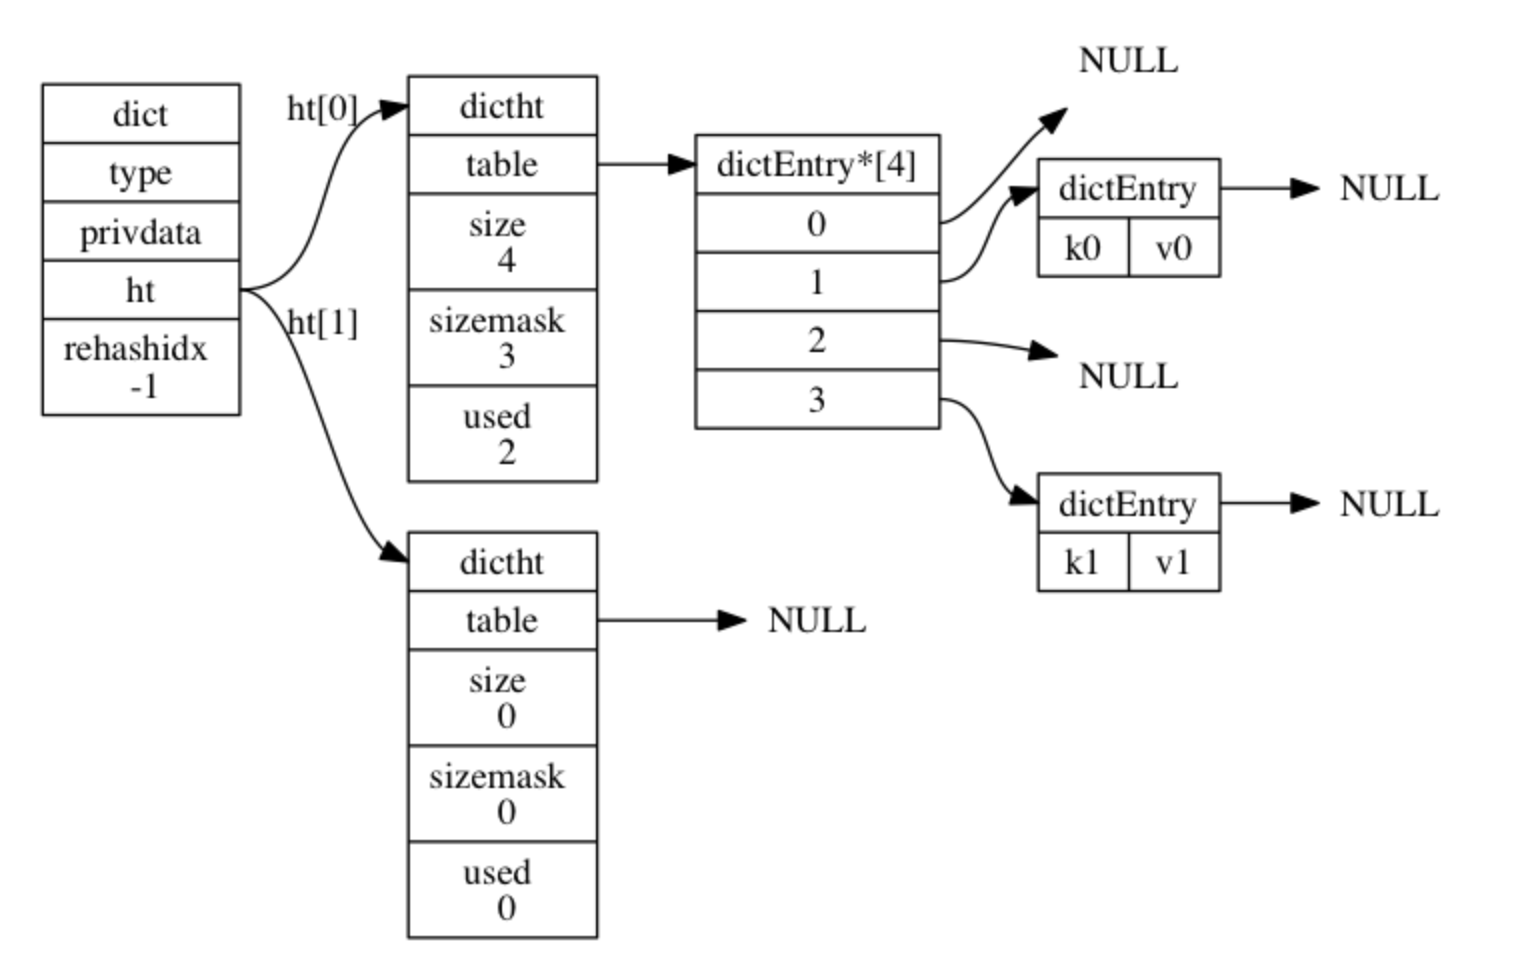 dict
type
privdata
ht
rehashidx
-1
ht[0]
ht[1]
dictht
table
size
4
sizemask
3
used
2
dictht
table
size
0
sizemask
0
used
0
NULL
dictEntry*[4]
0
1
2
3
NULL
dictEntry
k0 v0
NULL
NULL
dictEntry
k1 v1
NULL